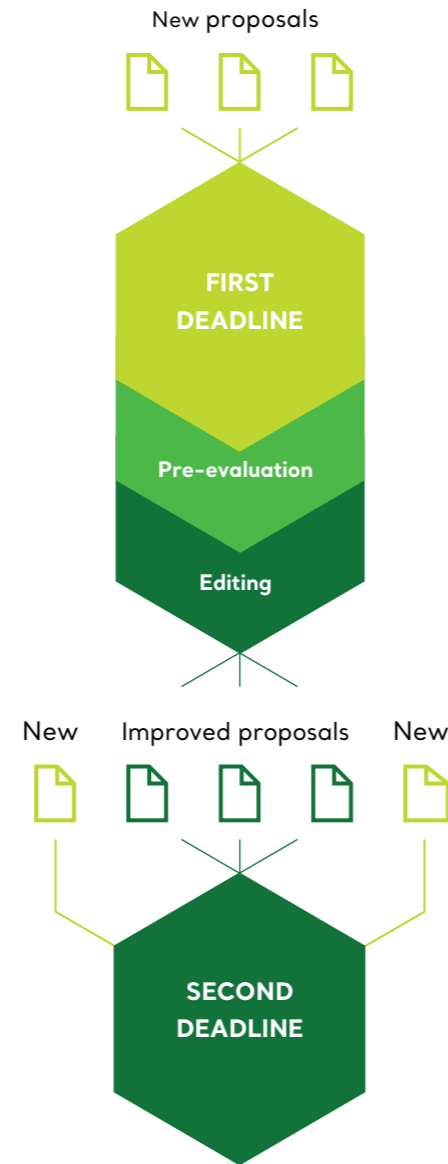 New proposals
FIRST
DEADLINE
Pre-evaluation
Editing
New Improved proposals New
SECOND
DEADLINE